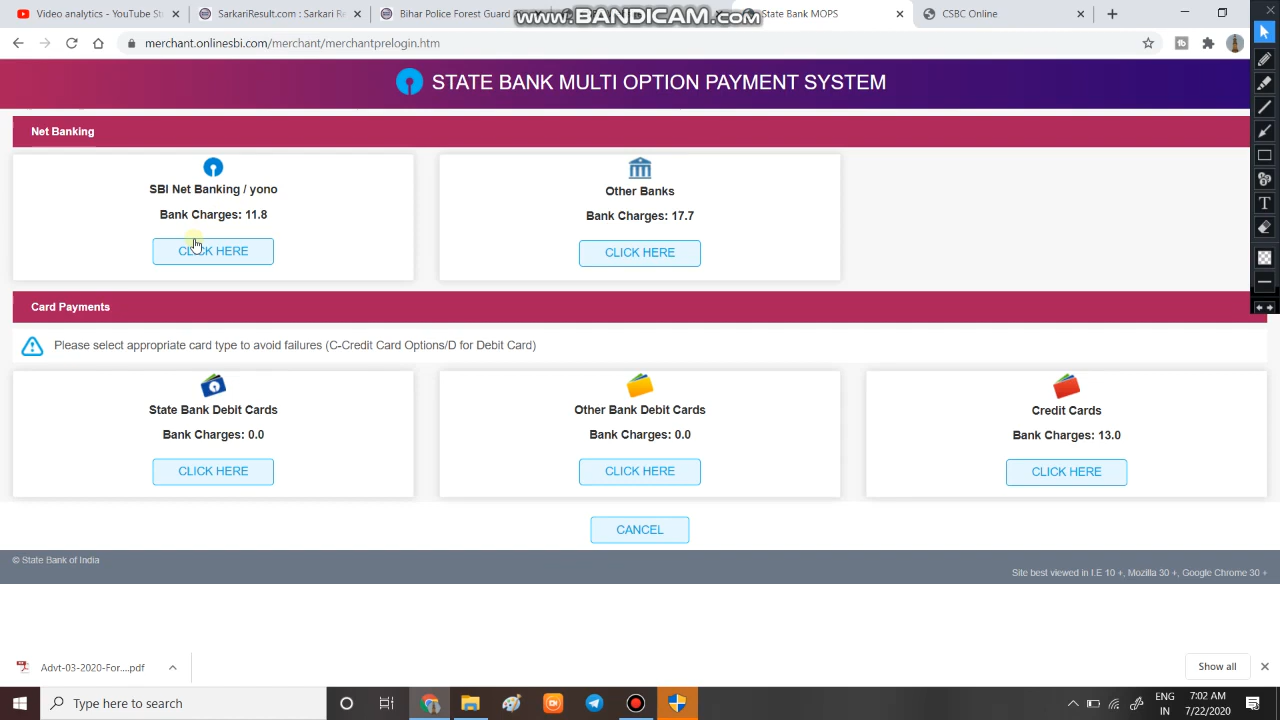 Videos analytics - YouTube St
SarkariResult.com : Sarkari Re
Bihar Police Forest Guard
State Bank MOPS
CSBC Online
www.BANDICAM.com
merchant.onlinesbi.com/merchant/merchantprelogin.htm
STATE BANK MULTI OPTION PAYMENT SYSTEM
Net Banking
SBI Net Banking / yono
Bank Charges: 11.8
CLICK HERE
Other Banks
Bank Charges: 17.7
CLICK HERE
Card Payments
Please select appropriate card type to avoid failures (C-Credit Card Options/D for Debit Card)
State Bank Debit Cards
Bank Charges: 0.0
CLICK HERE
Other Bank Debit Cards
Bank Charges: 0.0
CLICK HERE
Credit Cards
Bank Charges: 13.0
CLICK HERE
CANCEL
© State Bank of India
Site best viewed in I.E 10 +, Mozilla 30 +, Google Chrome 30 +
Advt-03-2020-For....pdf
Show all
Type here to search
ENG
IN
7:02 AM
7/22/2020